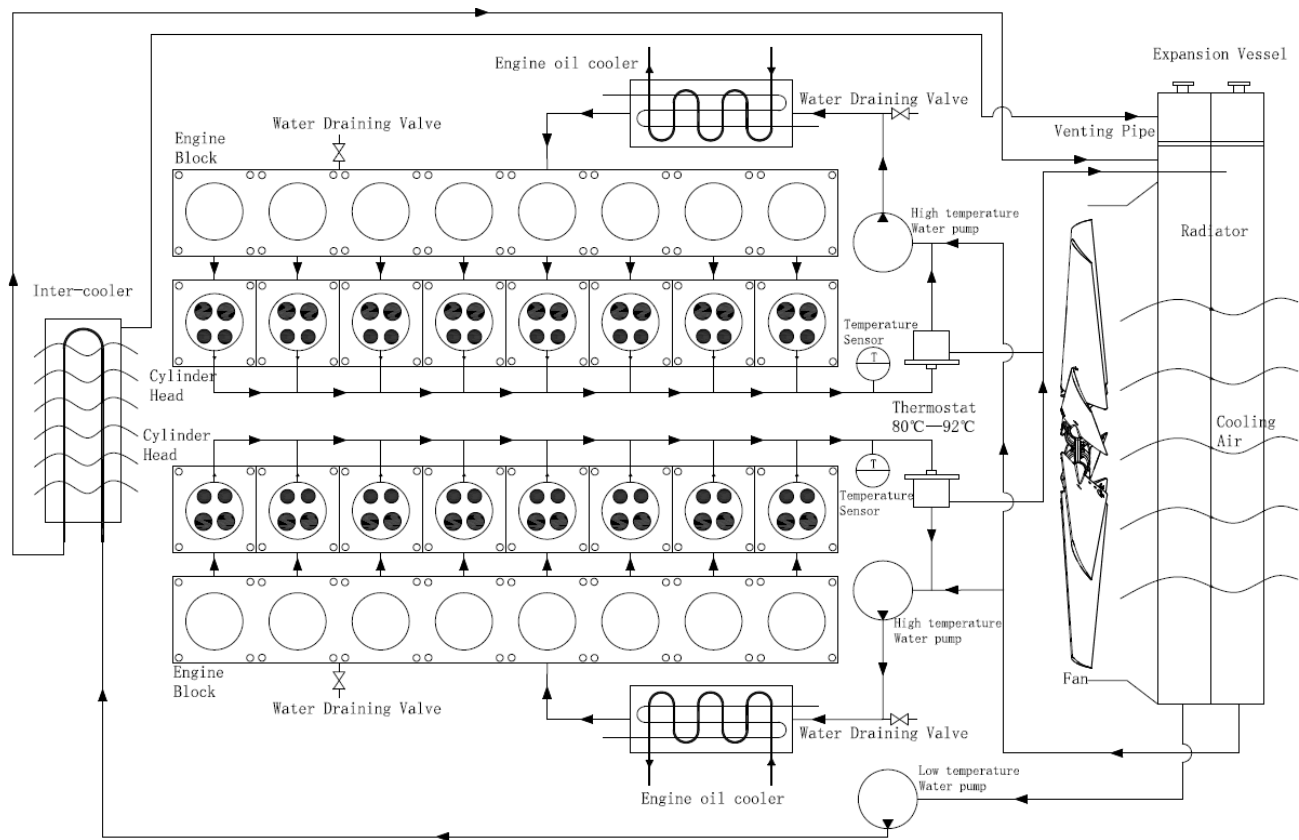 Engine oil cooler
Expansion Vessel
Water Draining Valve
Water Draining Valve
Venting Pipe
Engine
Block
High temperature
Water pump
Radiator
Inter-cooler
Temperature
Sensor
T
Cylinder
Head
Thermostat
80℃—92℃
Cooling
Air
Cylinder
Head
T
Temperature
Sensor
High temperature
Water pump
Engine
Block
Fan
Water Draining Valve
Water Draining Valve
Low temperature
Water pump
Engine oil cooler